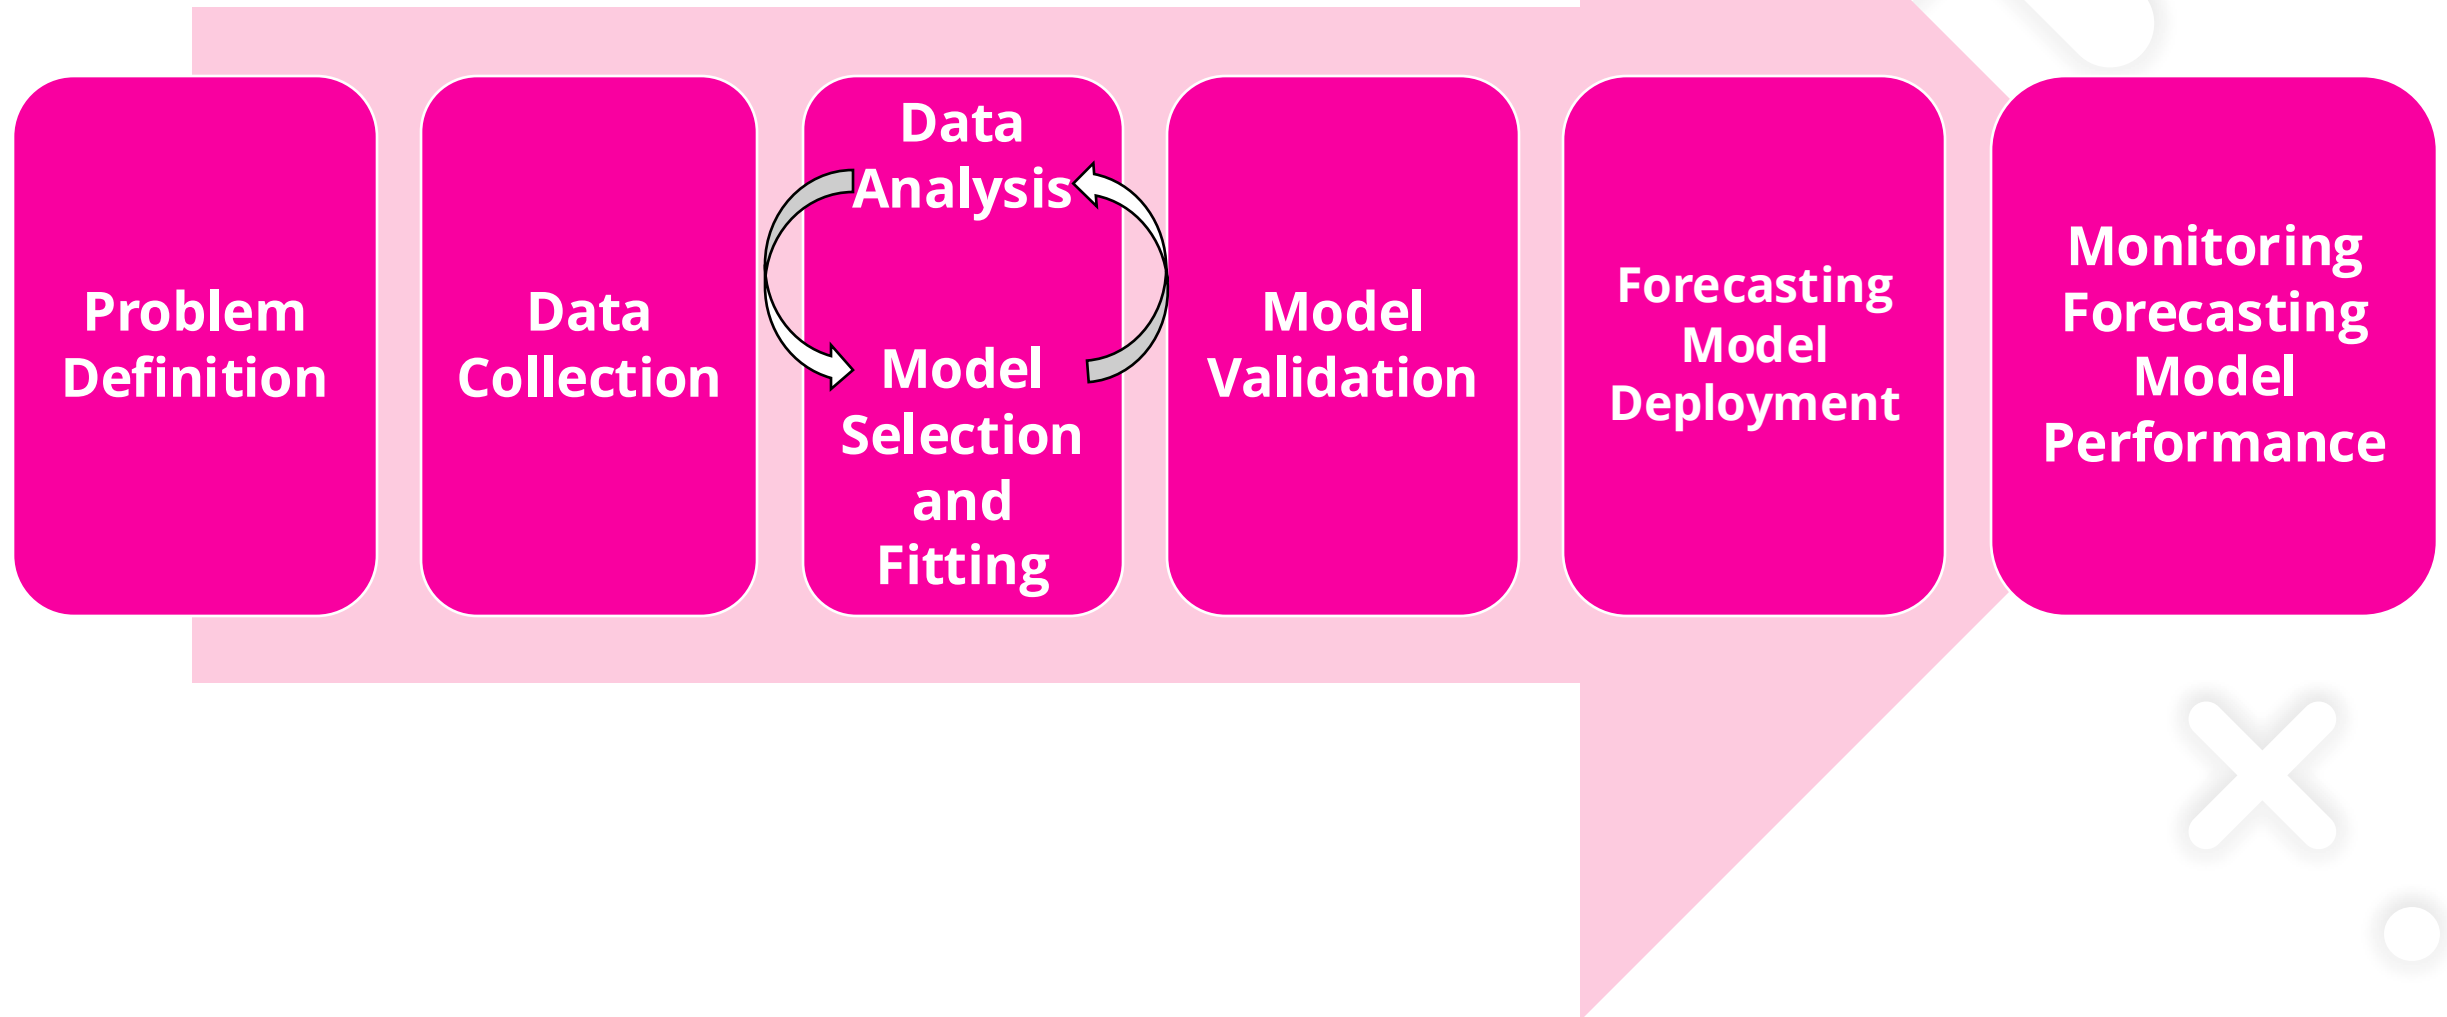 Problem
Definition
Data
Collection
Data
Analysis
Model
Selection
and
Fitting
Model
Validation
Forecasting
Model
Deployment
Monitoring
Forecasting
Model
Performance